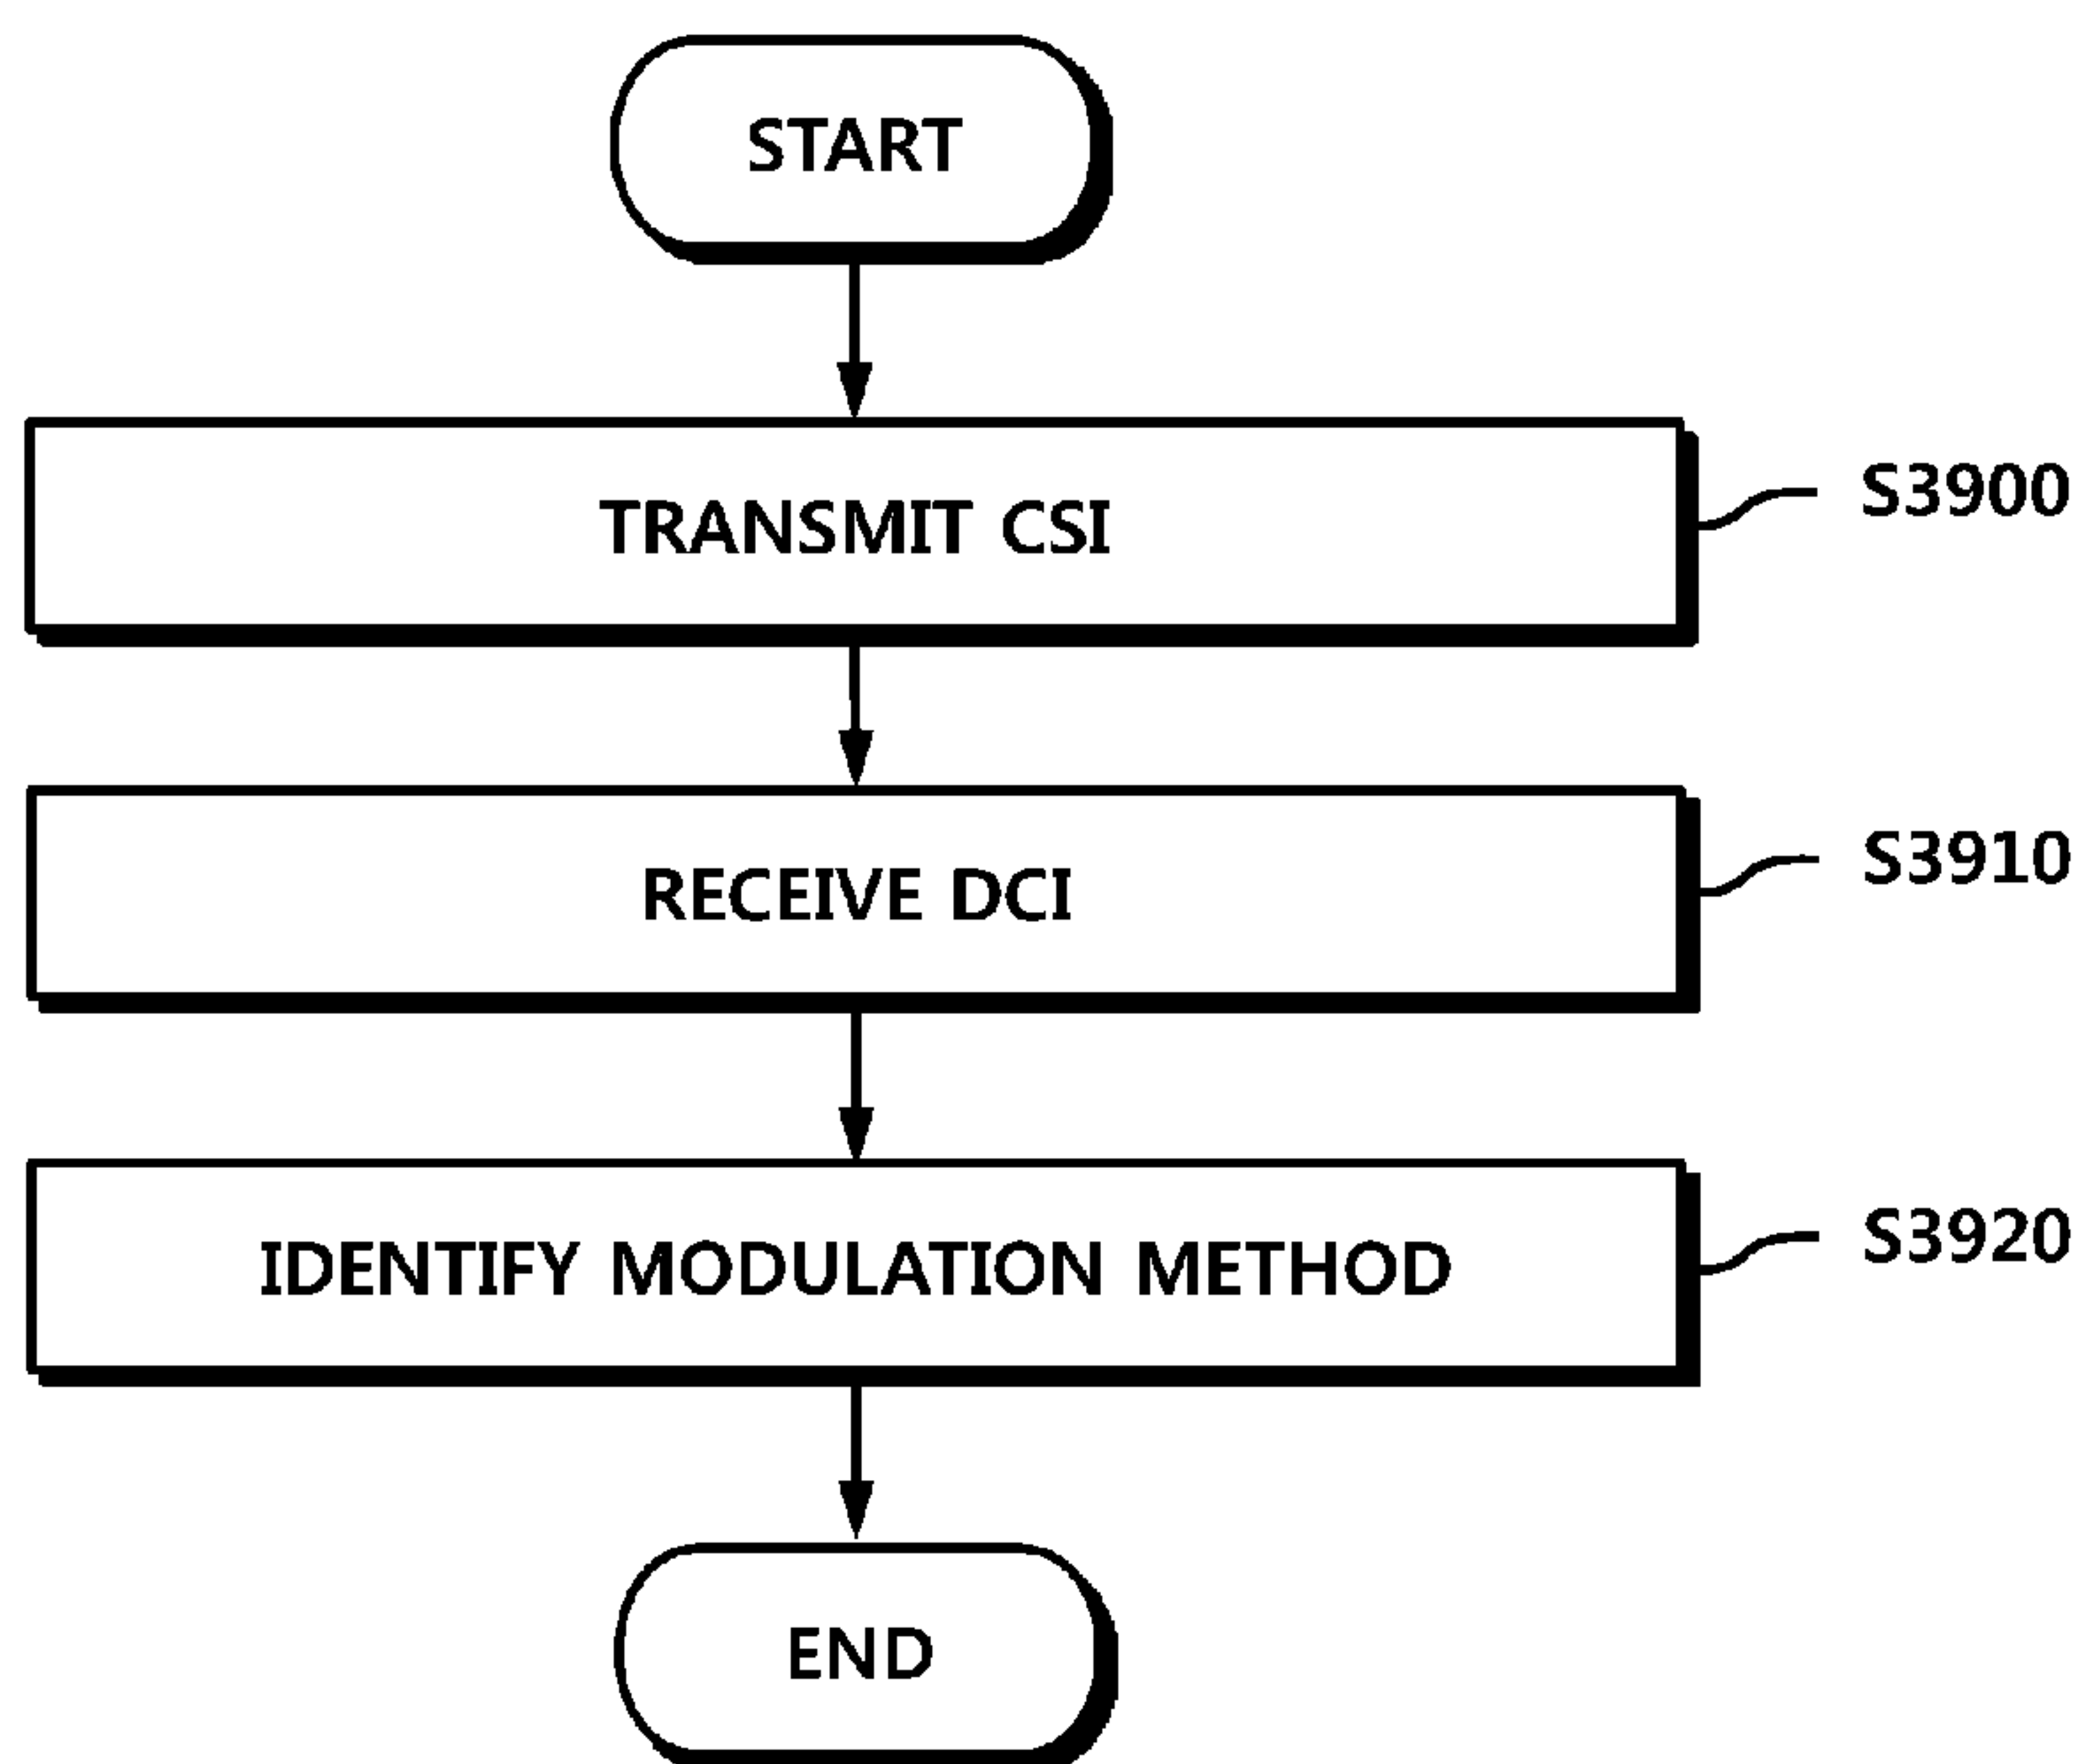 START
TRANSMIT CSI
S3900
RECEIVE DCI
S3910
IDENTIFY MODULATION METHOD
S3920
END